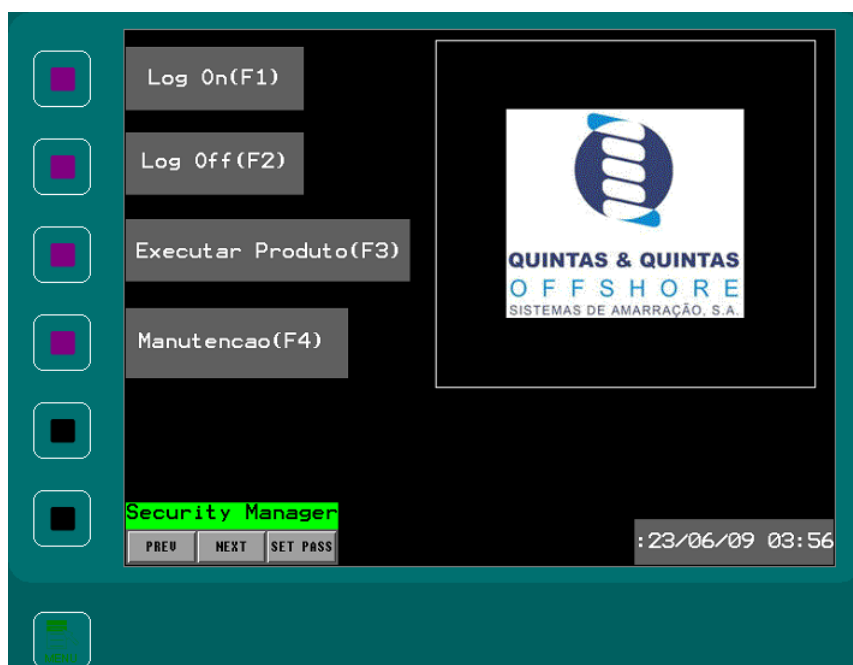 Log On(F1)
Log Off(F2)
Executar Produto(F3)
Manutencao(F4)
QUINTAS & QUINTAS
OFFSHORE
SISTEMAS DE AMARRAÇÃO, S.A.
Security Manager
PREV NEXT SET PASS
:23/06/09 03:56